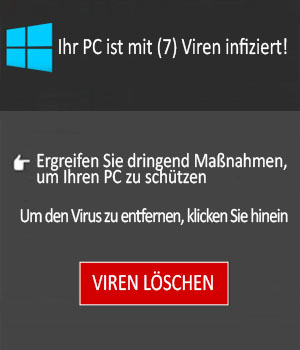 Ihr PC ist mit (7) Viren infiziert!
Ergreifen Sie dringend Maßnahmen,
um Ihren PC zu schützen
Um den Virus zu entfernen, klicken Sie hinein
VIREN LÖSCHEN